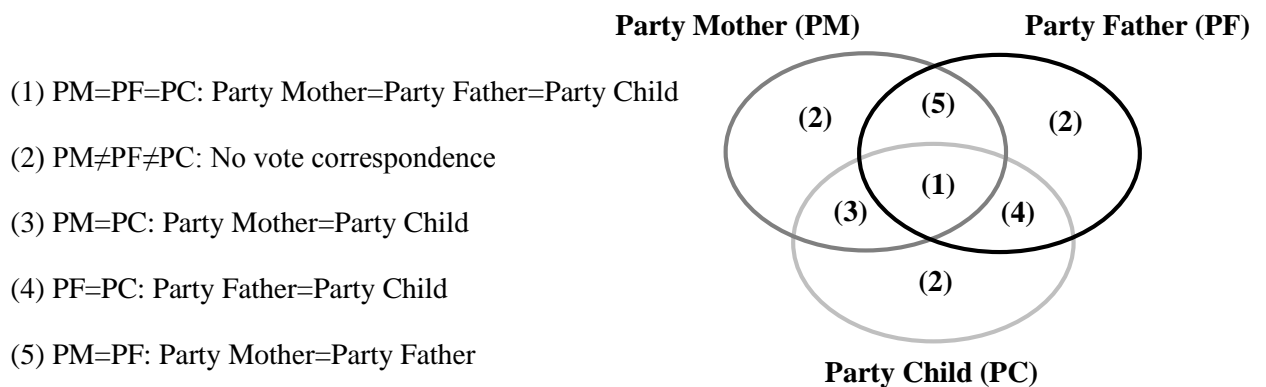 Party Mother (PM)
Party Father (PF)
(1) PM=PF=PC: Party Mother=Party Father=Party Child
(2) PM≠PF≠PC: No vote correspondence
(3) PM=PC: Party Mother=Party Child
(4) PF=PC: Party Father=Party Child
(5) PM=PF: Party Mother=Party Father
(2)
(5)
(2)
(1)
(3)
(4)
(2)
Party Child (PC)